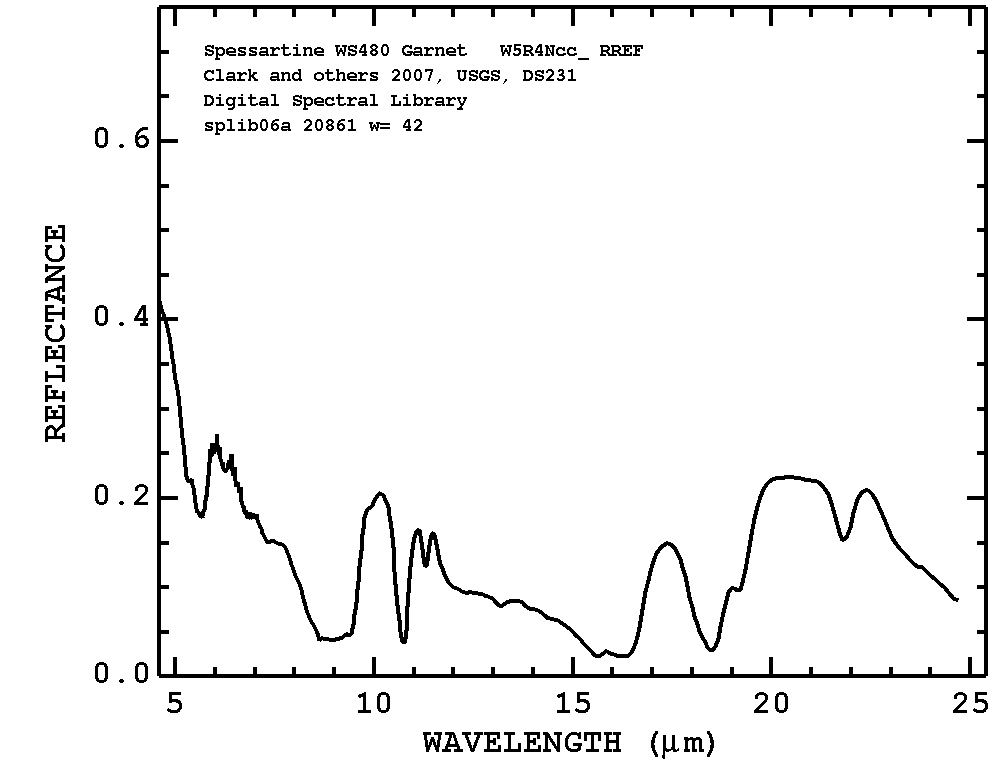 Spessartine WS480 Garnet W5R4Ncc_ RREF
Clark and others 2007, USGS, DS231
Digital Spectral Library
splib06a 20861 w= 42
0.6
0.4
0.2
0.0
REFLECTANCE
5 10 15 20 25
WAVELENGTH (μm)